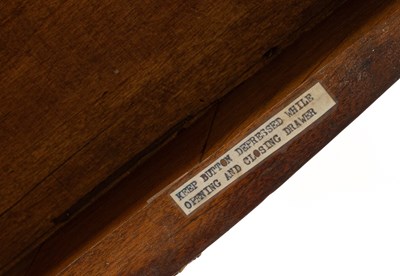 KEEP BUTTON DEPRESSED WHILE
OPENING AND CLOSING DRAWER